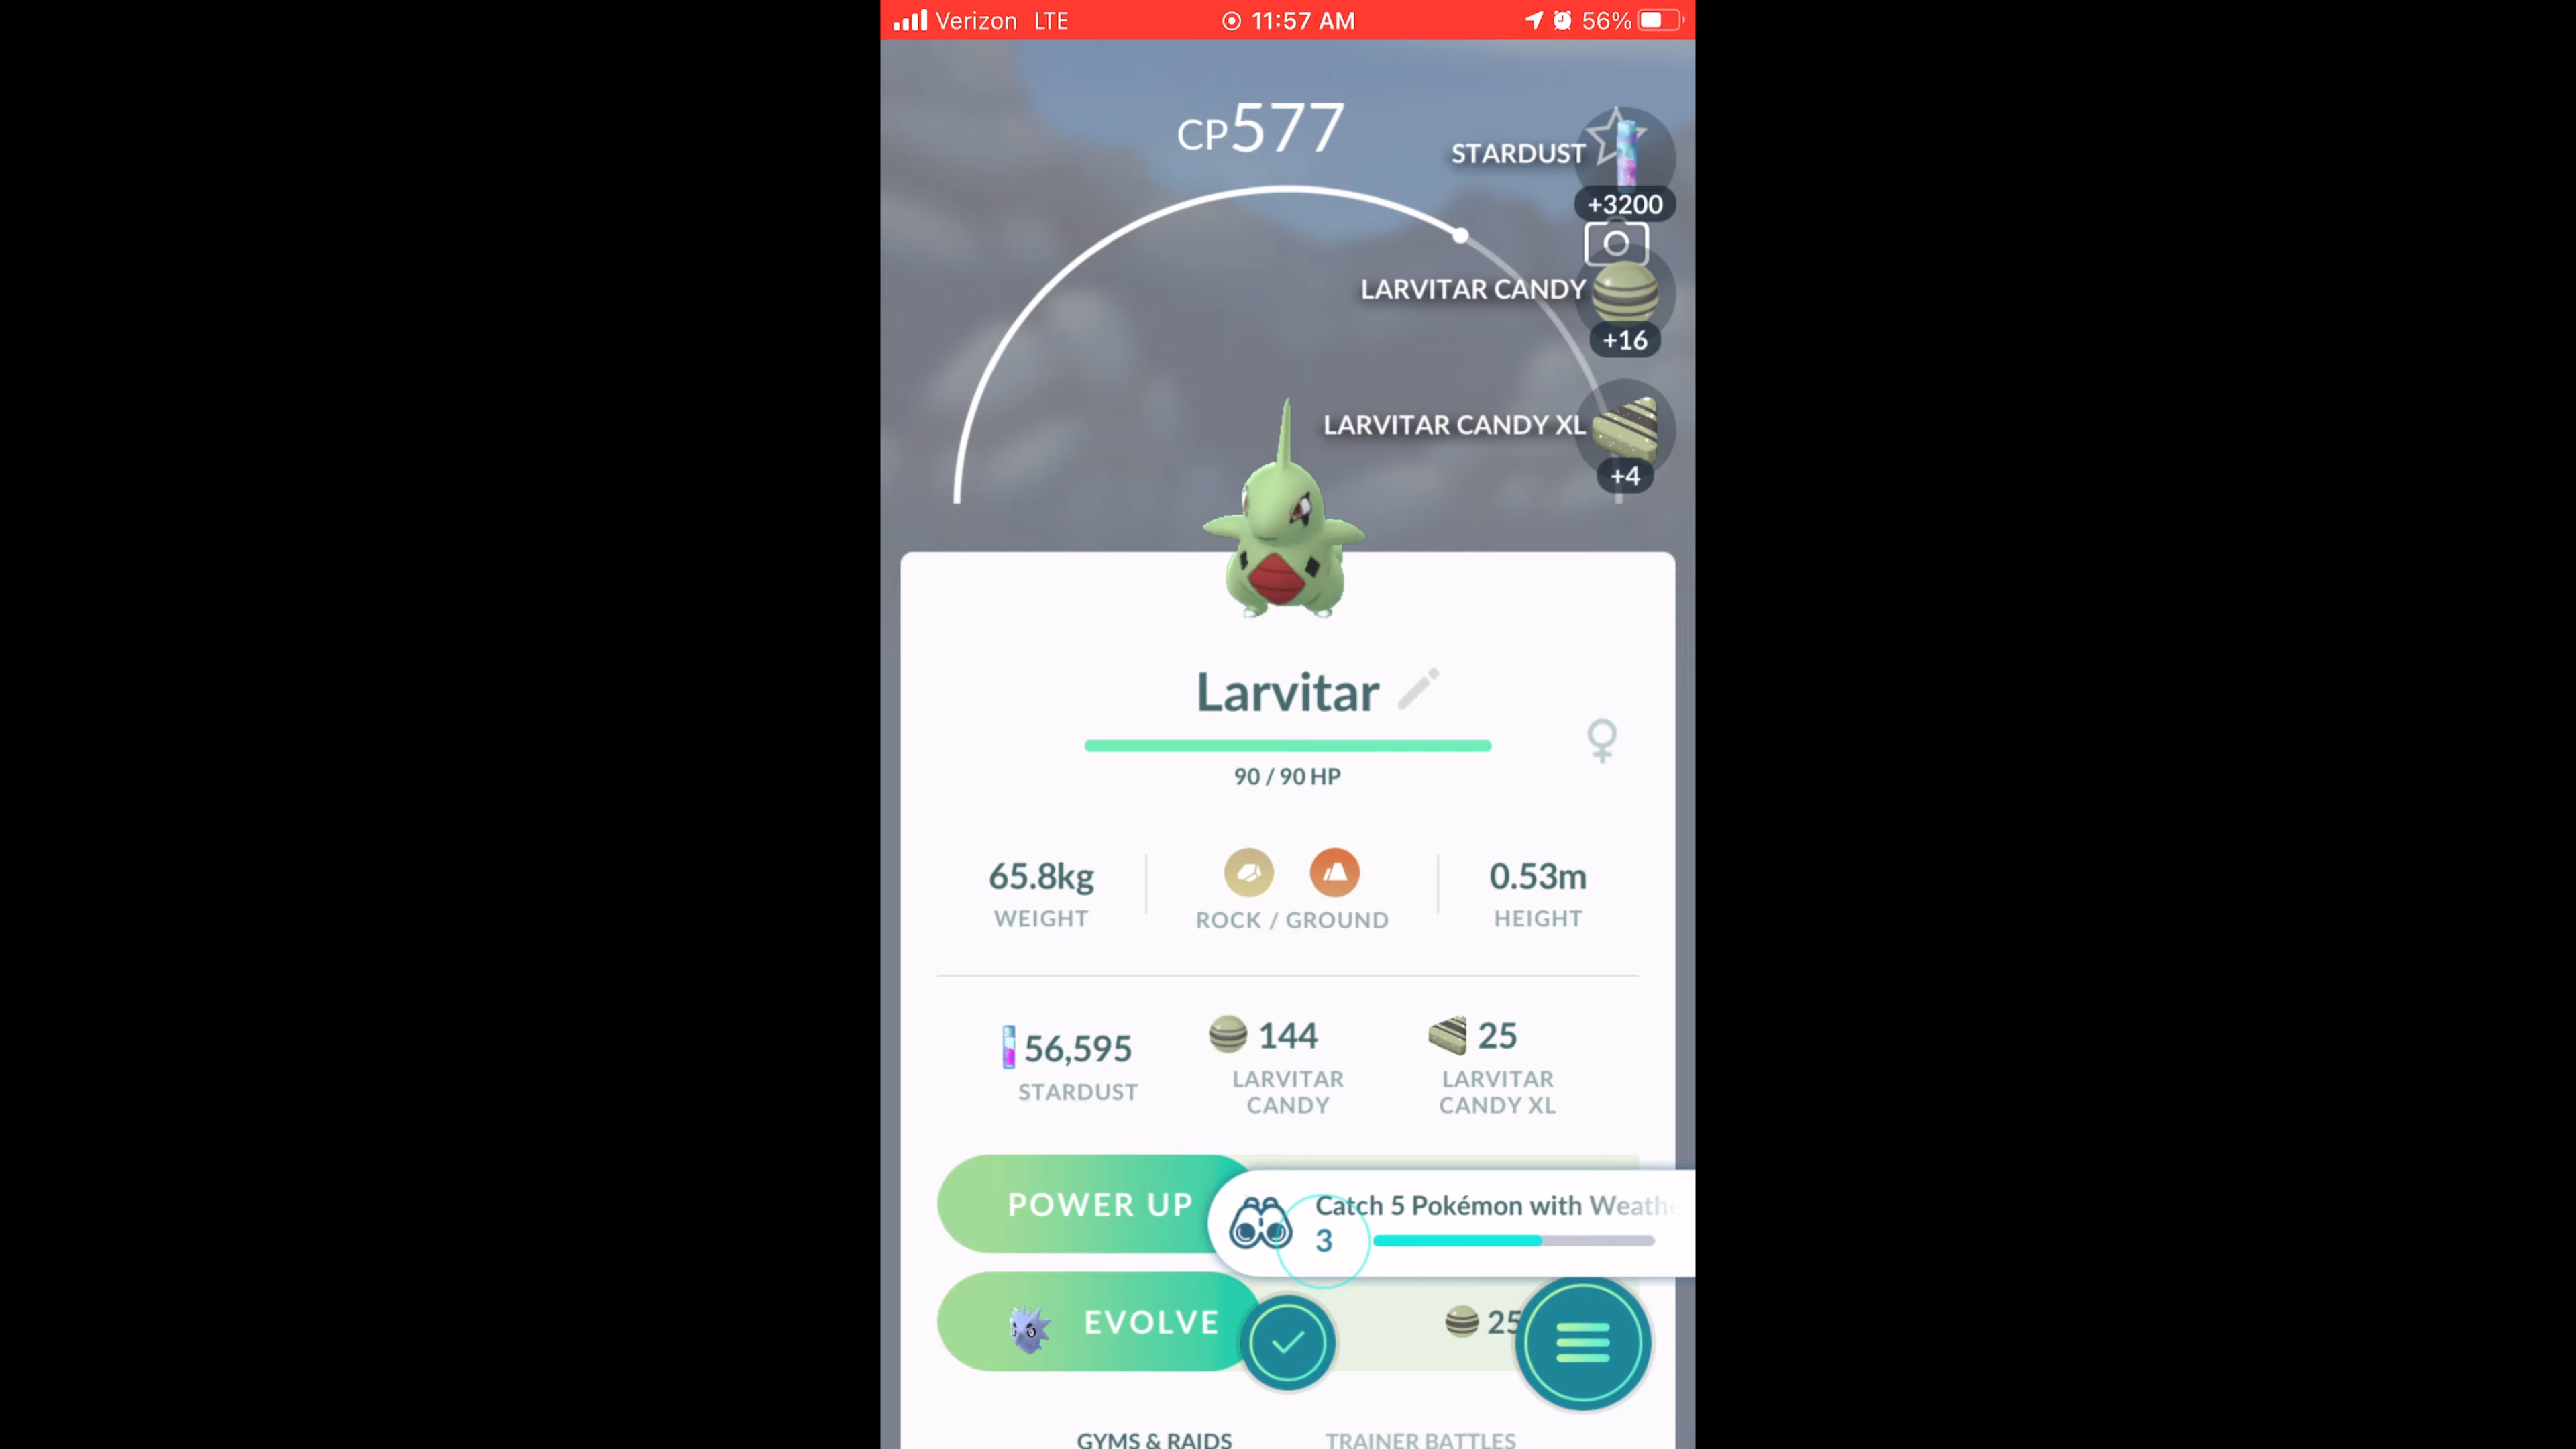 Verizon LTE 11:57 AM 56%
CP577
STARDUST
+3200
LARVITAR CANDY
+16
LARVITAR CANDY XL
+4
Larvitar
90 / 90 HP
65.8kg
WEIGHT
ROCK / GROUND
0.53m
HEIGHT
56,595
STARDUST
144
LARVITAR
CANDY
25
LARVITAR
CANDY XL
POWER UP
Catch 5 Pokémon with Weathe
3
EVOLVE
25
GYMS & RAIDS
TRAINER BATTLES